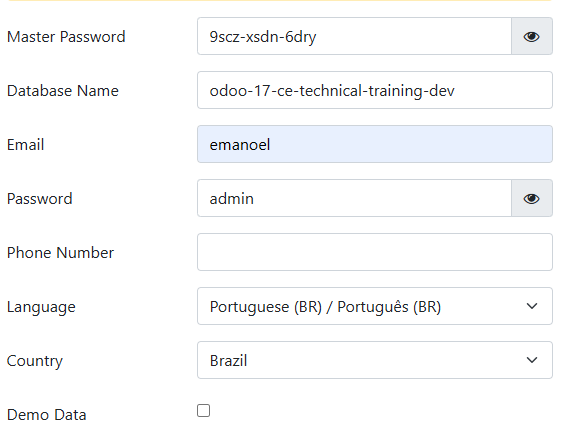 Master Password 9scz-xsdn-6dry
Database Name odoo-17-ce-technical-training-dev
Email emanoel
Password admin
Phone Number
Language Portuguese (BR) / Português (BR)
Country Brazil
Demo Data